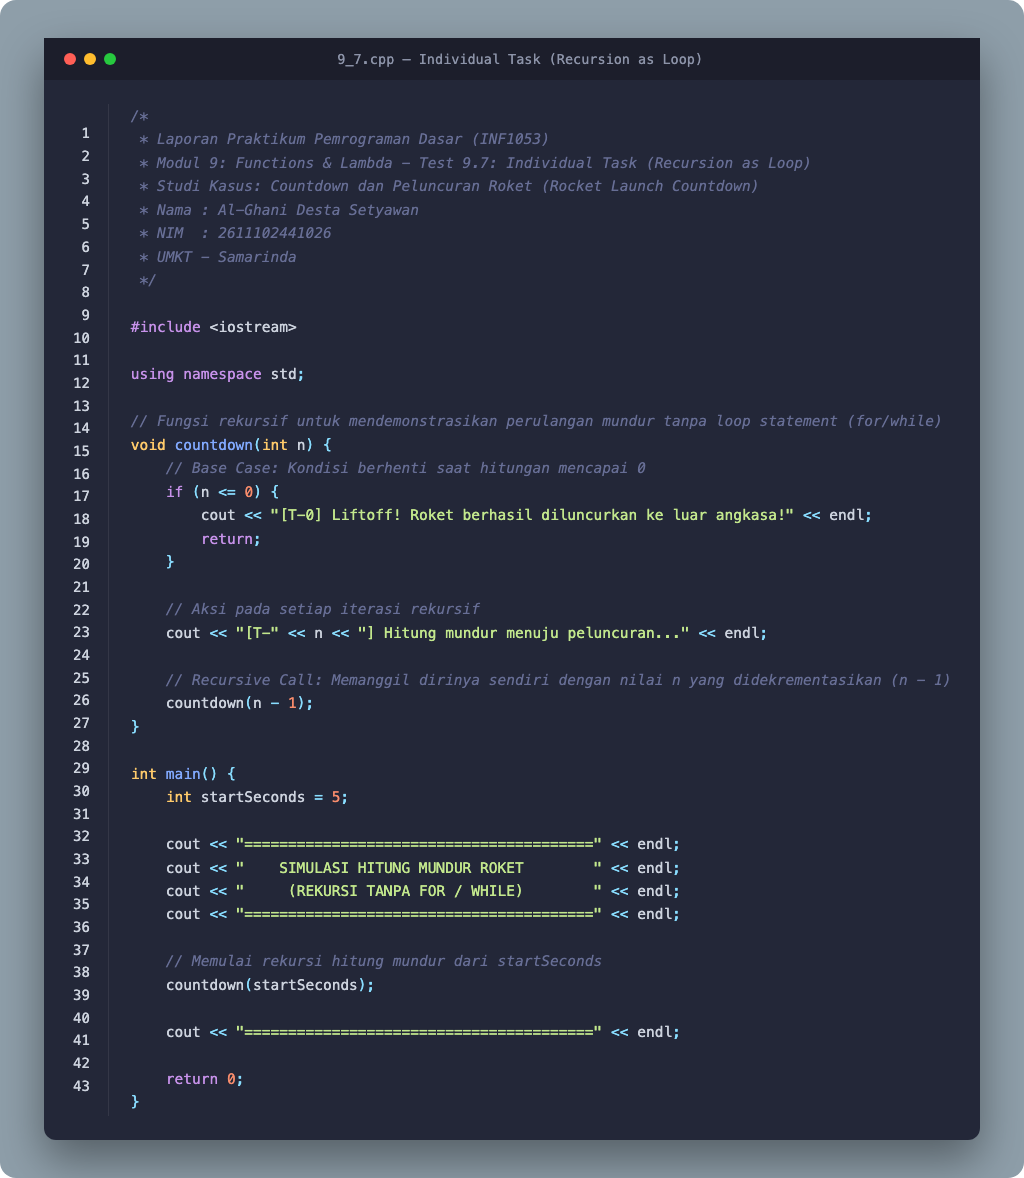 9_7.cpp — Individual Task (Recursion as Loop)
1 /*
2  * Laporan Praktikum Pemrograman Dasar (INF1053)
3  * Modul 9: Functions & Lambda - Test 9.7: Individual Task (Recursion as Loop)
4  * Studi Kasus: Countdown dan Peluncuran Roket (Rocket Launch Countdown)
5  * Nama : Al-Ghani Desta Setyawan
6  * NIM  : 2611102441026
7  * UMKT - Samarinda
8  */
9
10 #include <iostream>
11
12 using namespace std;
13
14 // Fungsi rekursif untuk mendemonstrasikan perulangan mundur tanpa loop statement (for/while)
15 void countdown(int n) {
16     // Base Case: Kondisi berhenti saat hitungan mencapai 0
17     if (n <= 0) {
18         cout << "[T-0] Liftoff! Roket berhasil diluncurkan ke luar angkasa!" << endl;
19         return;
20     }
21
22     // Aksi pada setiap iterasi rekursif
23     cout << "[T-" << n << "] Hitung mundur menuju peluncuran..." << endl;
24
25     // Recursive Call: Memanggil dirinya sendiri dengan nilai n yang didekrementasikan (n - 1)
26     countdown(n - 1);
27 }
28
29 int main() {
30     int startSeconds = 5;
31
32     cout << "========================================" << endl;
33     cout << "    SIMULASI HITUNG MUNDUR ROKET        " << endl;
34     cout << "     (REKURSI TANPA FOR / WHILE)        " << endl;
35     cout << "========================================" << endl;
36
37     // Memulai rekursi hitung mundur dari startSeconds
38     countdown(startSeconds);
39
40     cout << "========================================" << endl;
41
42     return 0;
43 }